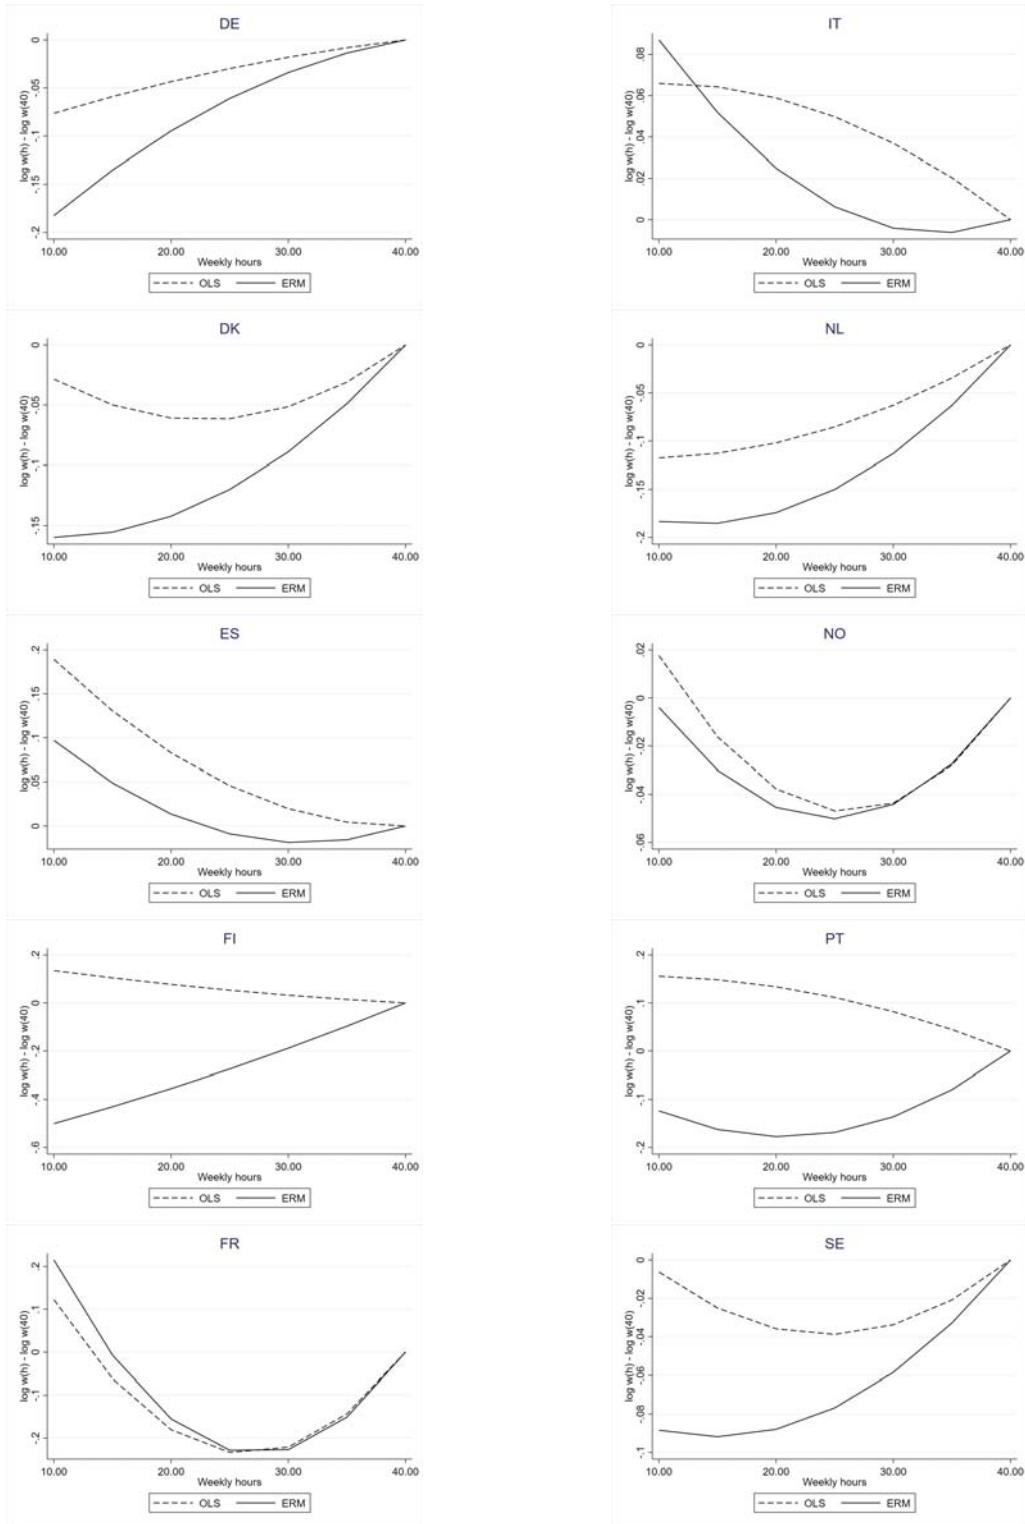 DE
log w(h) - log w(40)
0
-.05
-.1
-.15
-.2
10.00 20.00 30.00 40.00
Weekly hours
OLS ERM
IT
log w(h) - log w(40)
.08
.06
.04
.02
0
10.00 20.00 30.00 40.00
Weekly hours
OLS ERM
DK
log w(h) - log w(40)
0
-.05
-.1
-.15
10.00 20.00 30.00 40.00
Weekly hours
OLS ERM
NL
log w(h) - log w(40)
0
-.05
-.1
-.15
-.2
10.00 20.00 30.00 40.00
Weekly hours
OLS ERM
ES
log w(h) - log w(40)
.2
.15
.1
.05
0
10.00 20.00 30.00 40.00
Weekly hours
OLS ERM
NO
log w(h) - log w(40)
.02
0
-.02
-.04
-.06
10.00 20.00 30.00 40.00
Weekly hours
OLS ERM
FI
log w(h) - log w(40)
.2
0
-.2
-.4
-.6
10.00 20.00 30.00 40.00
Weekly hours
OLS ERM
PT
log w(h) - log w(40)
.2
.1
0
-.1
-.2
10.00 20.00 30.00 40.00
Weekly hours
OLS ERM
FR
log w(h) - log w(40)
.2
.1
0
-.1
-.2
10.00 20.00 30.00 40.00
Weekly hours
OLS ERM
SE
log w(h) - log w(40)
0
-.02
-.04
-.06
-.08
-.1
10.00 20.00 30.00 40.00
Weekly hours
OLS ERM